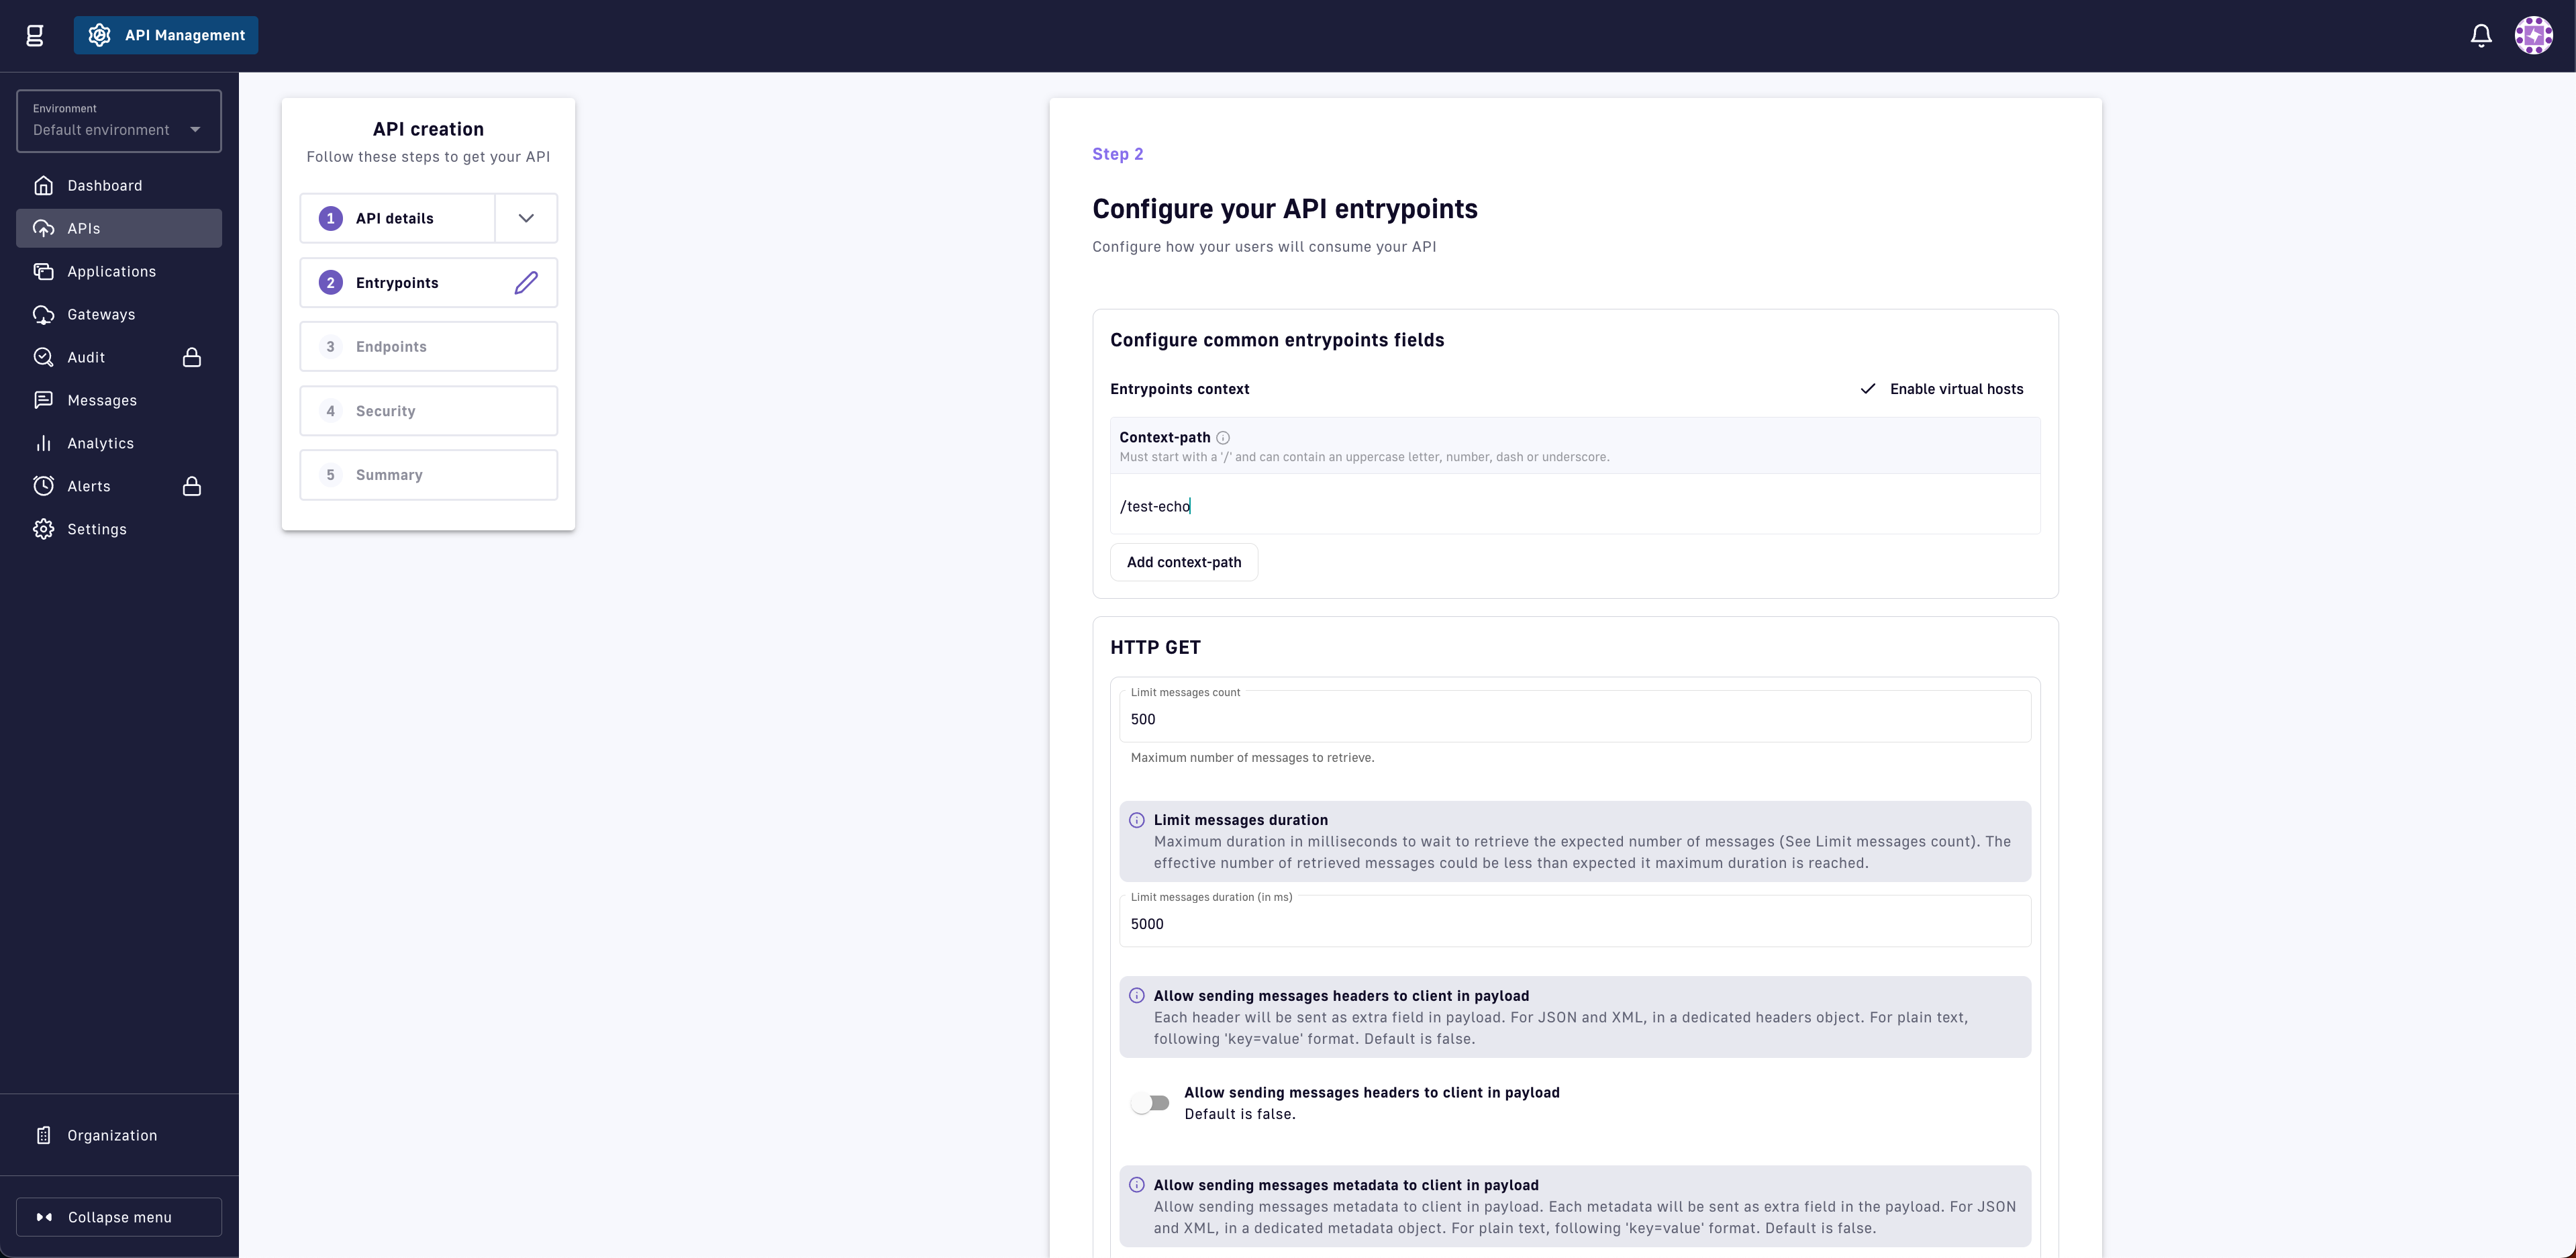 API Management
Environment
Default environment
Dashboard
APIs
Applications
Gateways
Audit
Messages
Analytics
Alerts
Settings
Organization
Collapse menu
API creation
Follow these steps to get your API
1 API details
2 Entrypoints
3 Endpoints
4 Security
5 Summary
Step 2
Configure your API entrypoints
Configure how your users will consume your API
Configure common entrypoints fields
Entrypoints context
Enable virtual hosts
Context-path
Must start with a '/' and can contain an uppercase letter, number, dash or underscore.
/test-echo
Add context-path
HTTP GET
Limit messages count
500
Maximum number of messages to retrieve.
Limit messages duration
Maximum duration in milliseconds to wait to retrieve the expected number of messages (See Limit messages count). The
effective number of retrieved messages could be less than expected it maximum duration is reached.
Limit messages duration (in ms)
5000
Allow sending messages headers to client in payload
Each header will be sent as extra field in payload. For JSON and XML, in a dedicated headers object. For plain text,
following 'key=value' format. Default is false.
Allow sending messages headers to client in payload
Default is false.
Allow sending messages metadata to client in payload
Allow sending messages metadata to client in payload. Each metadata will be sent as extra field in the payload. For JSON
and XML, in a dedicated metadata object. For plain text, following 'key=value' format. Default is false.